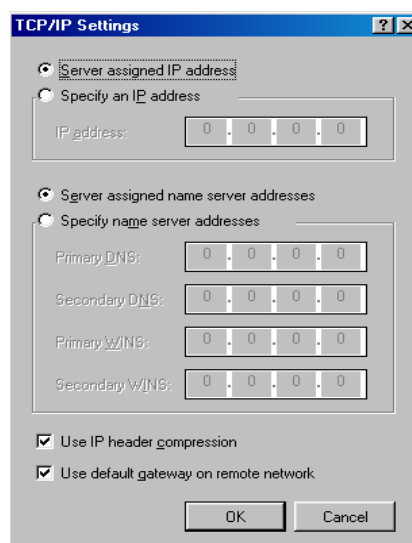 TCP/IP Settings
Server assigned IP address
Specify an IP address
IP address: 0 . 0 . 0 . 0
Server assigned name server addresses
Specify name server addresses
Primary DNS: 0 . 0 . 0 . 0
Secondary DNS: 0 . 0 . 0 . 0
Primary WINS: 0 . 0 . 0 . 0
Secondary WINS: 0 . 0 . 0 . 0
Use IP header compression
Use default gateway on remote network
OK Cancel